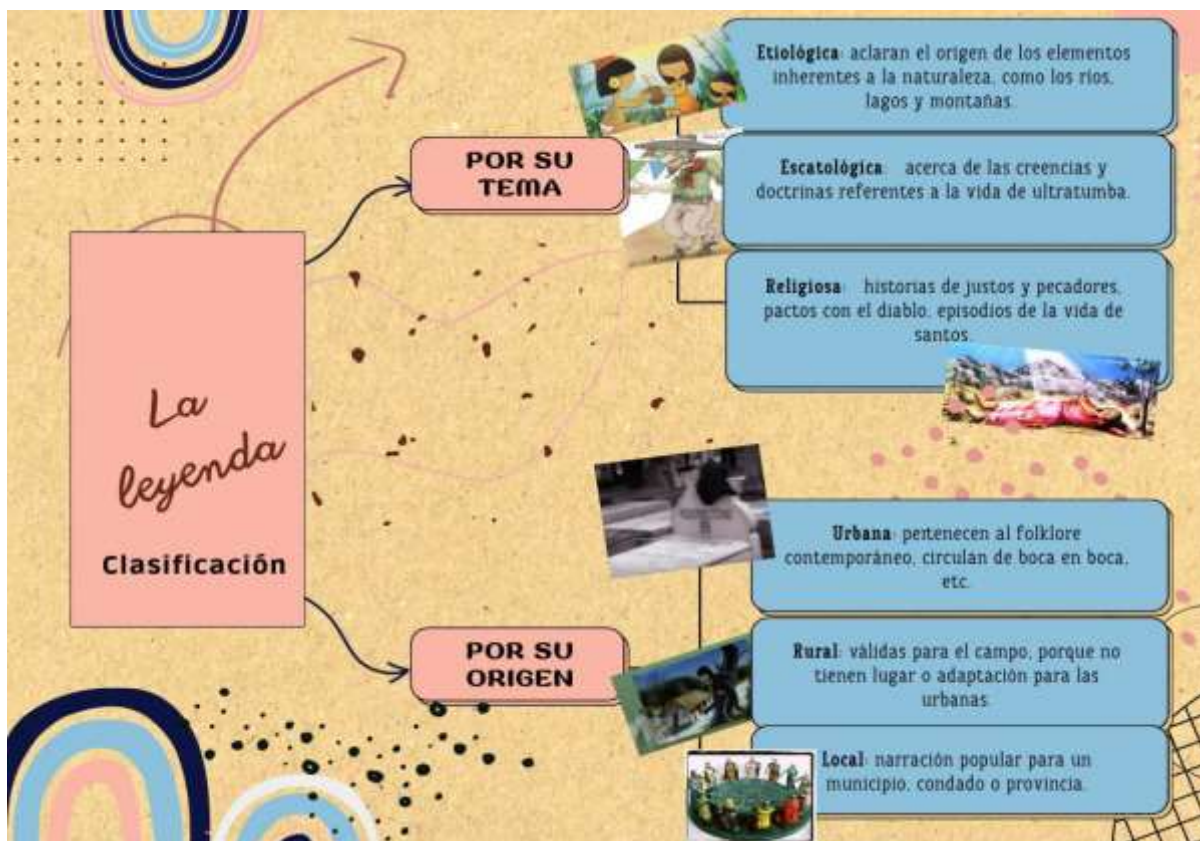 La
leyenda
Clasificación
POR SU
TEMA
Etiológica: aclaran el origen de los elementos
inherentes a la naturaleza, como los ríos,
lagos y montañas.
Escatológica: acerca de las creencias y
doctrinas referentes a la vida de ultratumba.
Religiosa: historias de justos y pecadores,
pactos con el diablo, episodios de la vida de
santos.
POR SU
ORIGEN
Urbana: pertenecen al folklore
contemporáneo, circulan de boca en boca,
etc.
Rural: válidas para el campo, porque no
tienen lugar o adaptación para las
urbanas.
Local: narración popular para un
municipio, condado o provincia.